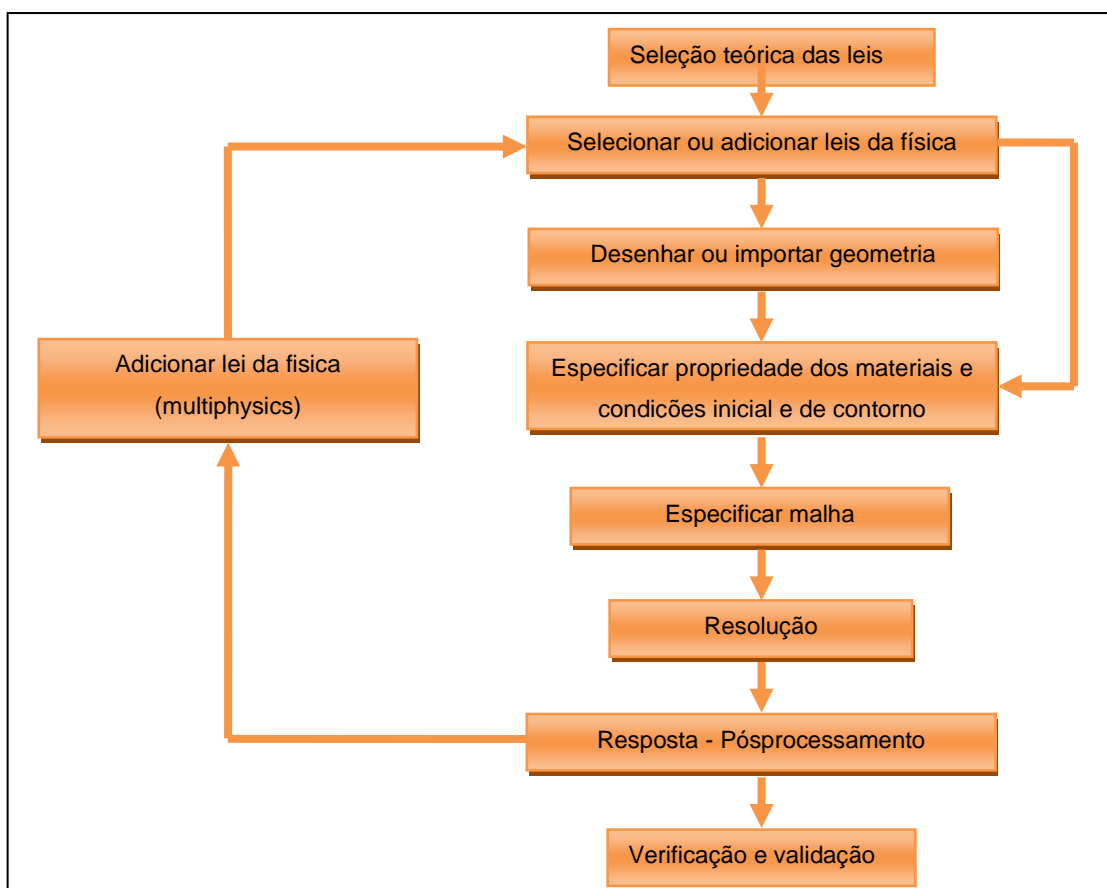 Seleção teórica das leis
Selecionar ou adicionar leis da física
Desenhar ou importar geometria
Adicionar lei da fisica
(multiphysics)
Especificar propriedade dos materiais e
condicões inicial e de contorno
Especificar malha
Resolução
Resposta - Pósprocessamento
Verificação e validação